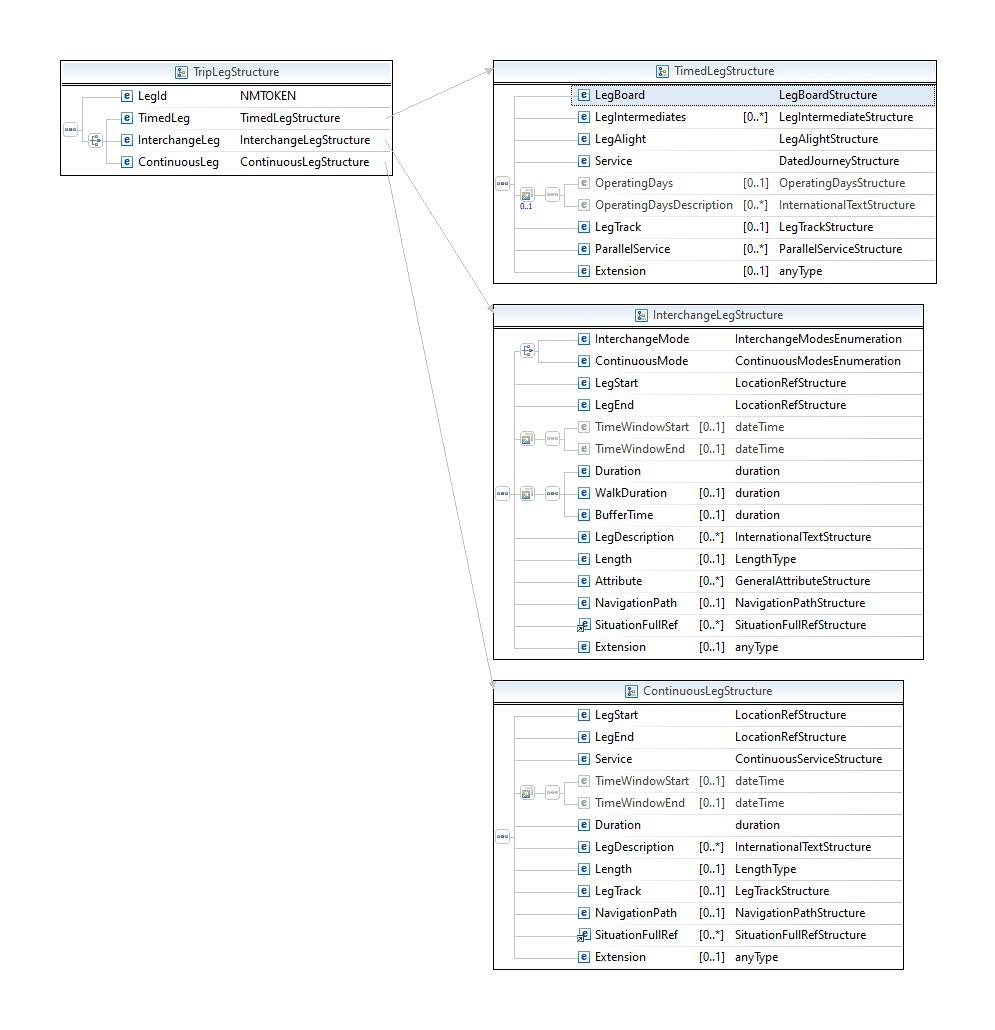 TripLegStructure
LegId NMTOKEN
TimedLeg TimedLegStructure
InterchangeLeg InterchangeLegStructure
ContinuousLeg ContinuousLegStructure
TimedLegStructure
LegBoard LegBoardStructure
LegIntermediates [0..*] LegIntermediateStructure
LegAlight LegAlightStructure
Service DatedJourneyStructure
OperatingDays [0..1] OperatingDaysStructure
0..1
OperatingDaysDescription [0..*] InternationalTextStructure
LegTrack [0..1] LegTrackStructure
ParallelService [0..*] ParallelServiceStructure
Extension [0..1] anyType
InterchangeLegStructure
InterchangeMode InterchangeModesEnumeration
ContinuousMode ContinuousModesEnumeration
LegStart LocationRefStructure
LegEnd LocationRefStructure
TimeWindowStart [0..1] dateTime
TimeWindowEnd [0..1] dateTime
Duration duration
WalkDuration [0..1] duration
BufferTime [0..1] duration
LegDescription [0..*] InternationalTextStructure
Length [0..1] LengthType
Attribute [0..*] GeneralAttributeStructure
NavigationPath [0..1] NavigationPathStructure
SituationFullRef [0..*] SituationFullRefStructure
Extension [0..1] anyType
ContinuousLegStructure
LegStart LocationRefStructure
LegEnd LocationRefStructure
Service ContinuousServiceStructure
TimeWindowStart [0..1] dateTime
TimeWindowEnd [0..1] dateTime
Duration duration
LegDescription [0..*] InternationalTextStructure
Length [0..1] LengthType
LegTrack [0..1] LegTrackStructure
NavigationPath [0..1] NavigationPathStructure
SituationFullRef [0..*] SituationFullRefStructure
Extension [0..1] anyType